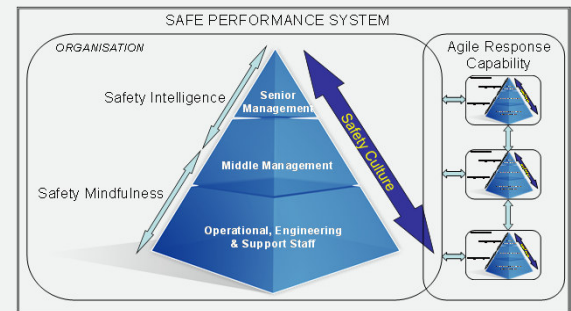 SAFE PERFORMANCE SYSTEM
ORGANISATION
Agile Response
Capability
Safety Intelligence
Senior
Management
Safety Culture
Middle Management
Safety Mindfulness
Operational, Engineering
& Support Staff